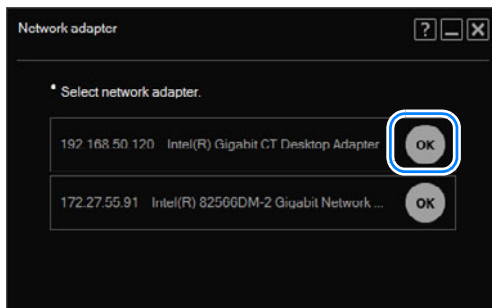 Network adapter
Select network adapter.
192.168.50.120 Intel(R) Gigabit CT Desktop Adapter OK
172.27.55.91 Intel(R) 82566DM-2 Gigabit Network ... OK